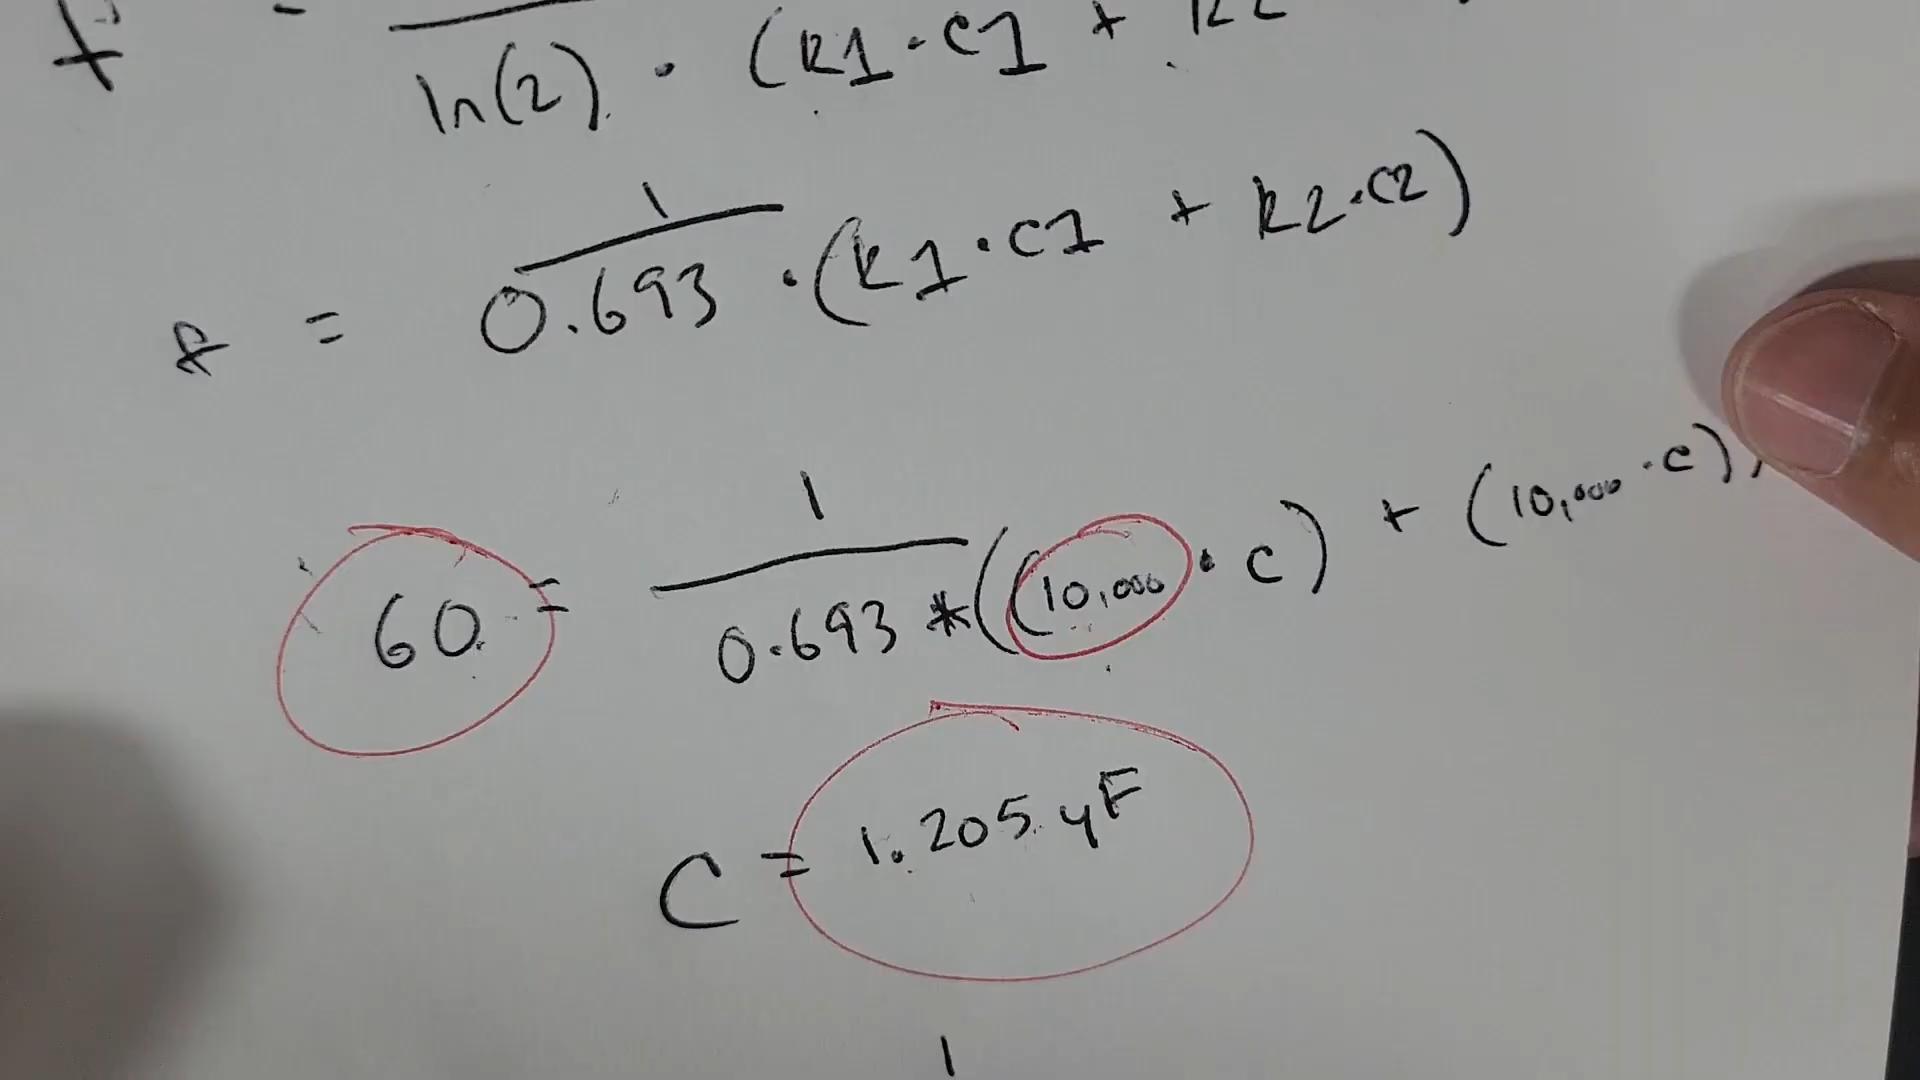 f = ln(2) · (R1 · C1 + R2
f = 1 / 0.693 · (R1 · C1 + R2 · C2)
60 = 1 / 0.693 * ((10,000 · C) + (10,000 · C))
C = 1.205 µF
1